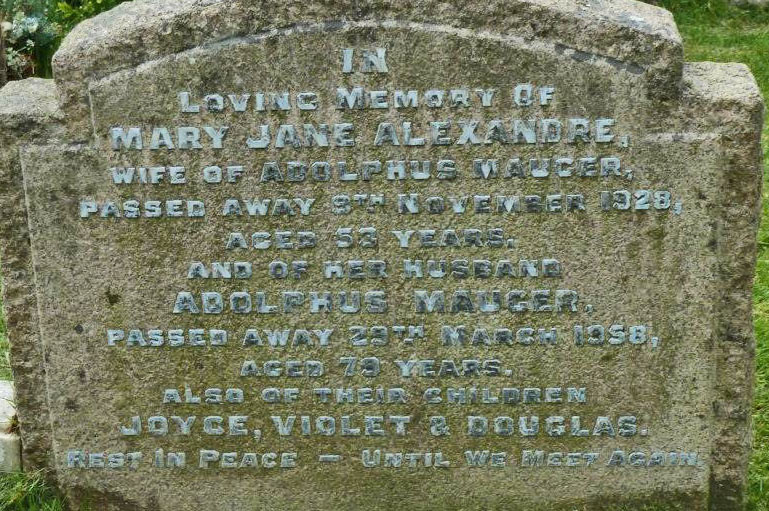 IN
LOVING MEMORY OF
MARY JANE ALEXANDRE,
WIFE OF ADOLPHUS MAUGER,
PASSED AWAY 9TH NOVEMBER 1928,
AGED 53 YEARS.
AND OF HER HUSBAND
ADOLPHUS MAUGER,
PASSED AWAY 29TH MARCH 1958,
AGED 79 YEARS.
ALSO OF THEIR CHILDREN
JOYCE, VIOLET & DOUGLAS.
REST IN PEACE – UNTIL WE MEET AGAIN.